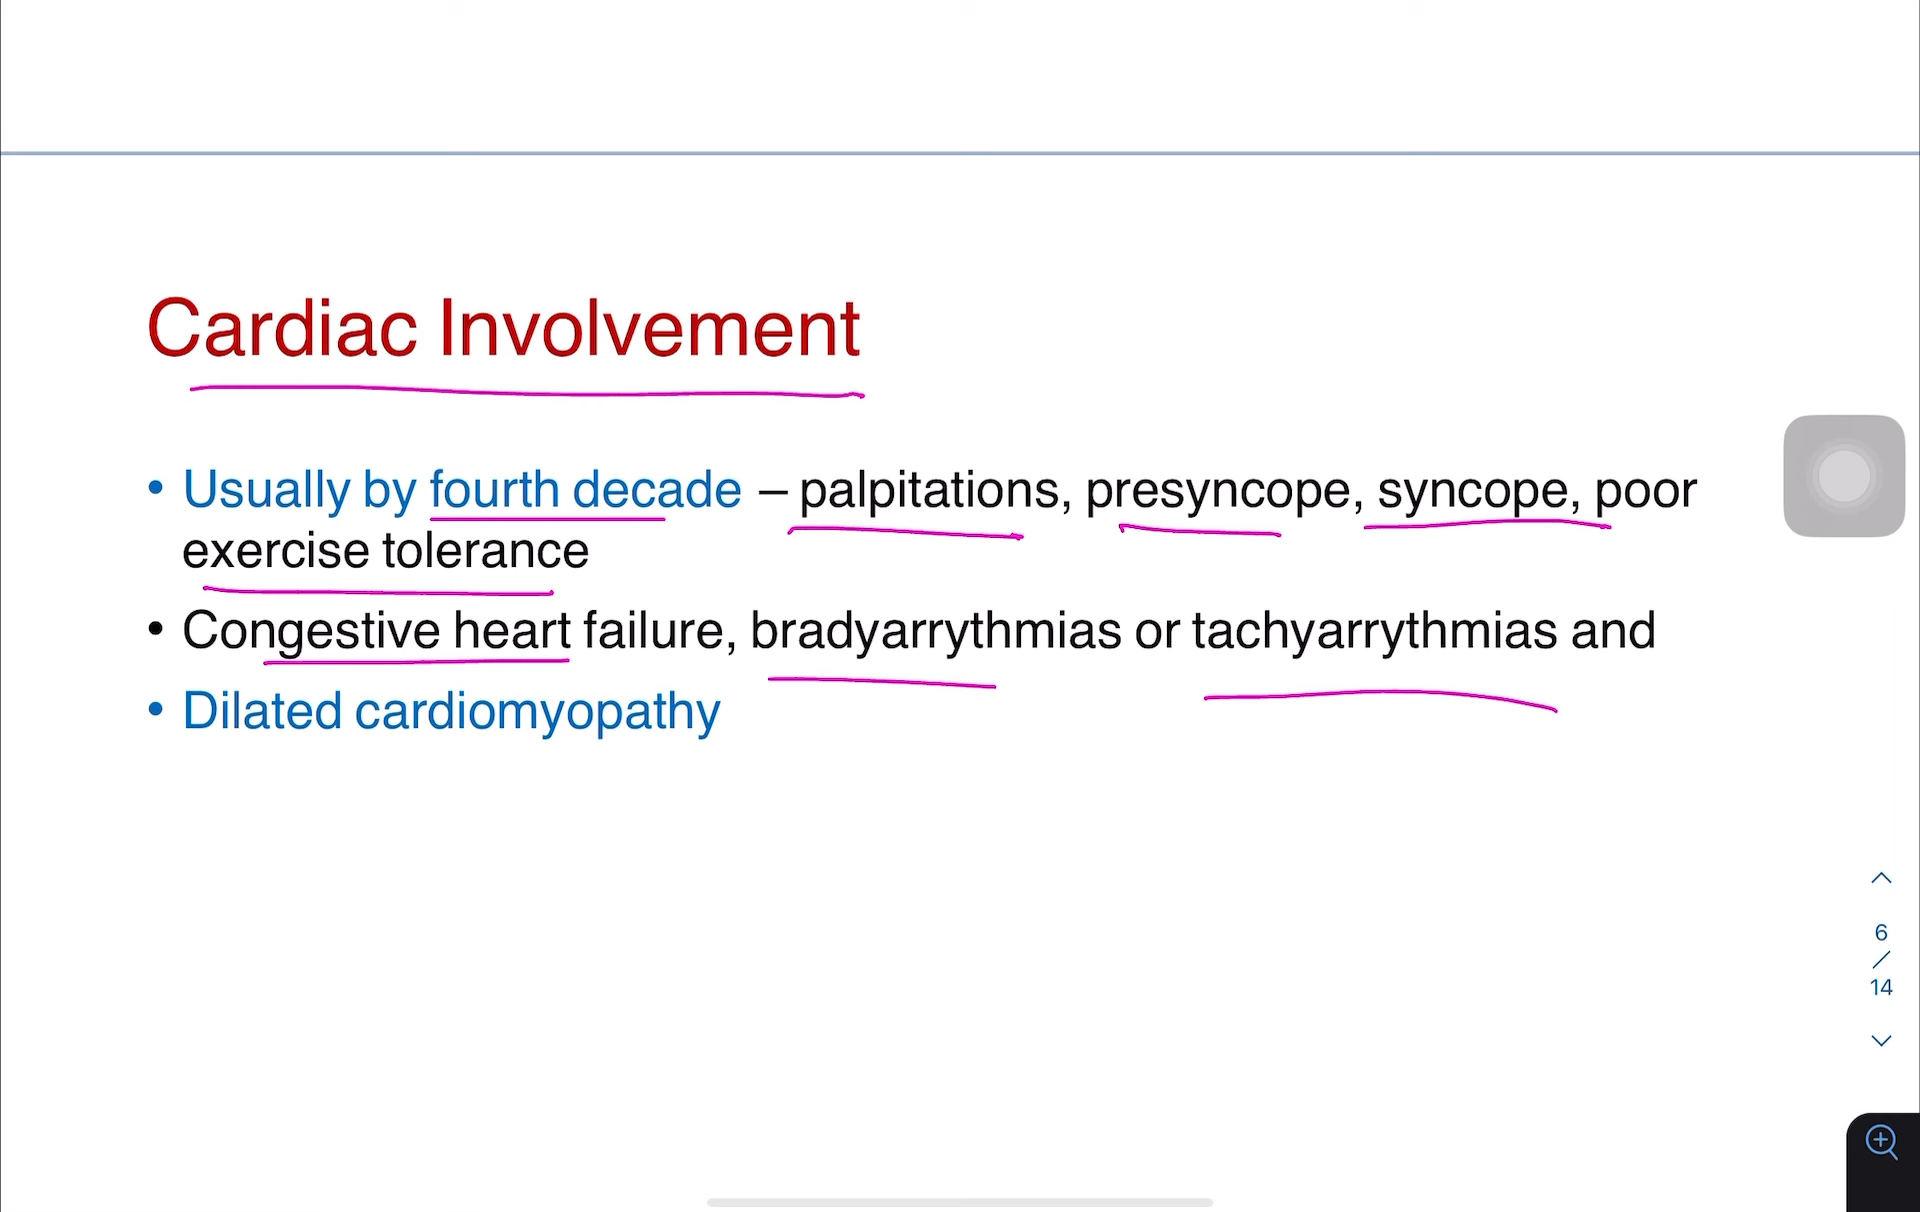 Cardiac Involvement
• Usually by fourth decade – palpitations, presyncope, syncope, poor
exercise tolerance
• Congestive heart failure, bradyarrythmias or tachyarrythmias and
• Dilated cardiomyopathy
6
/
14